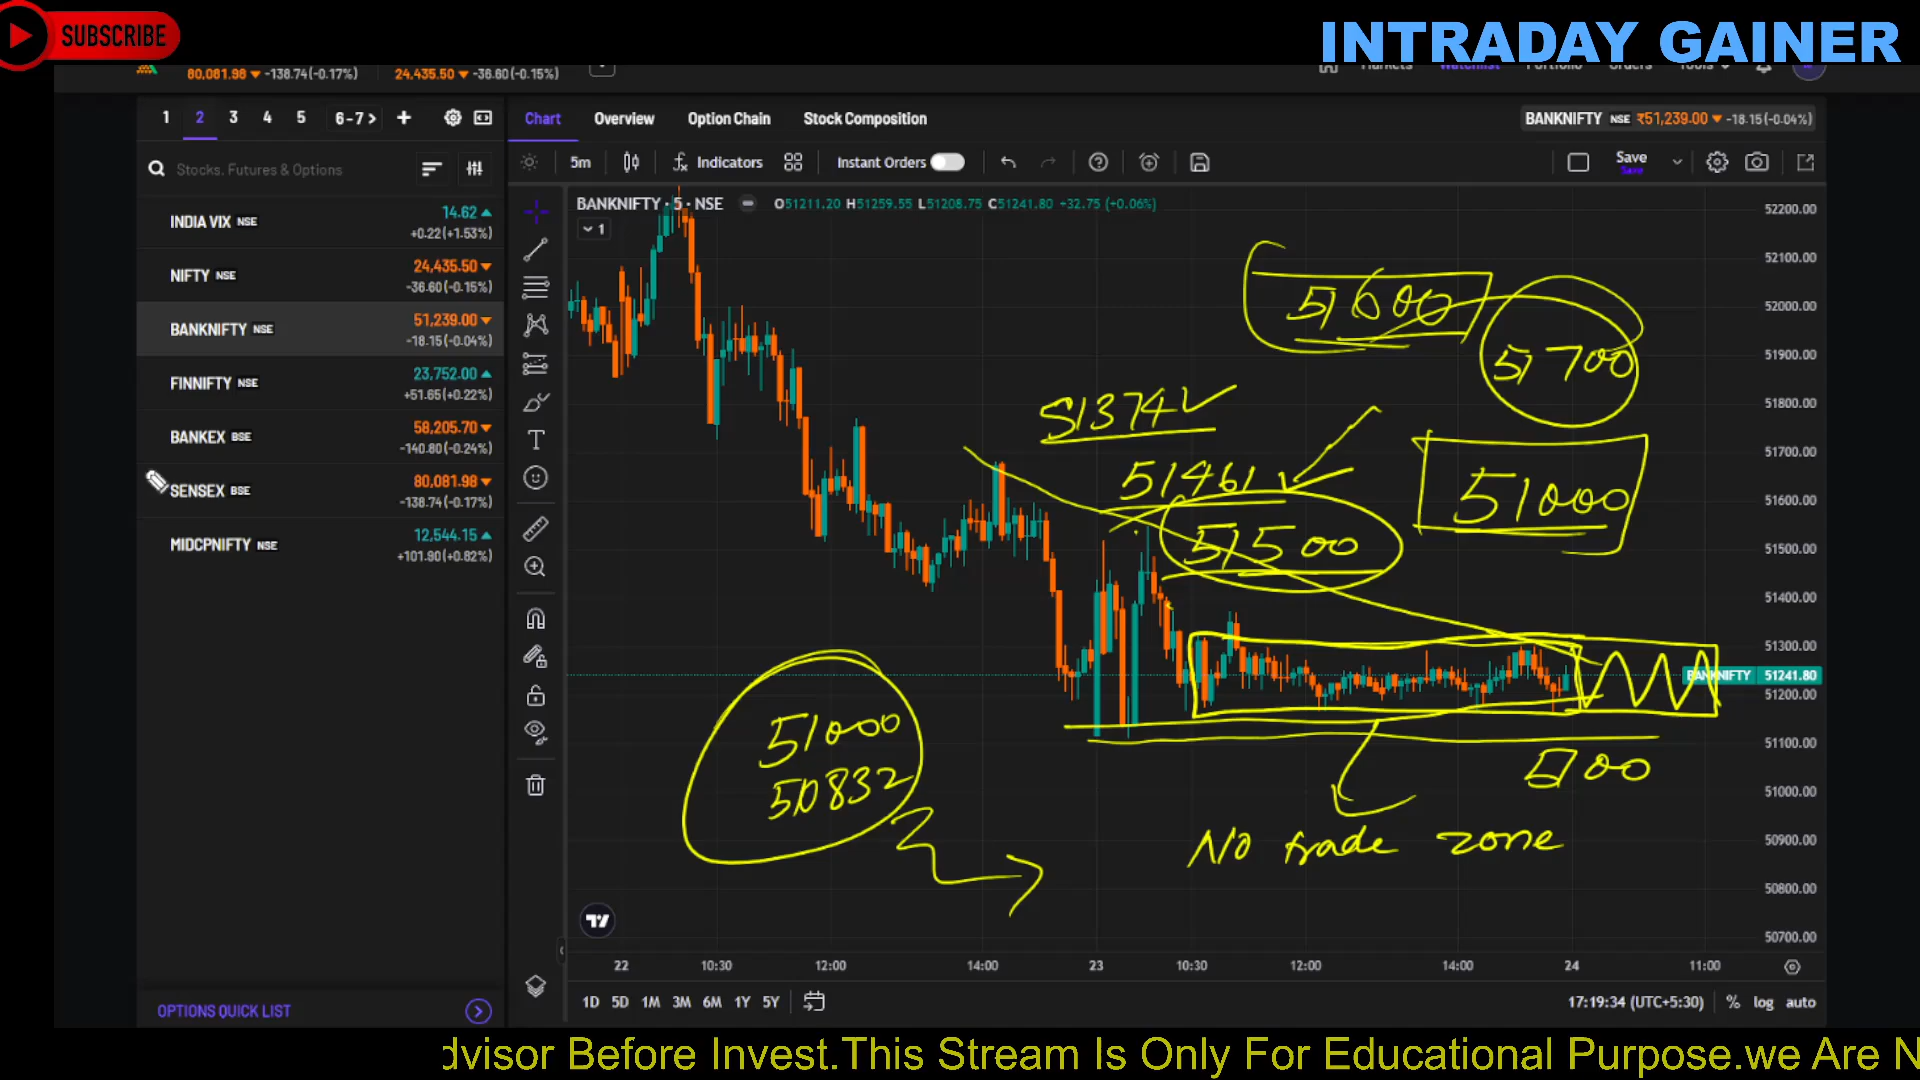 SUBSCRIBE
INTRADAY GAINER
80,081.98 ▼ -138.74(-0.17%) 24,435.50 ▼ -36.60(-0.15%)
Markets Watchlist Portfolio Orders Tools
1 2 3 4 5 6-7 > +
Chart Overview Option Chain Stock Composition
BANKNIFTY NSE ₹51,239.00 ▼ -18.15(-0.04%)
Stocks, Futures & Options
5m Indicators Instant Orders Save
Save
INDIA VIX NSE 14.62 ▲
+0.22(+1.53%)
NIFTY NSE 24,435.50 ▼
-36.60(-0.15%)
BANKNIFTY NSE 51,239.00 ▼
-18.15(-0.04%)
FINNIFTY NSE 23,752.00 ▲
+51.65(+0.22%)
BANKEX BSE 58,205.70 ▼
-140.80(-0.24%)
SENSEX BSE 80,081.98 ▼
-138.74(-0.17%)
MIDCPNIFTY NSE 12,544.15 ▲
+101.90(+0.82%)
OPTIONS QUICK LIST
BANKNIFTY · 5 · NSE O51211.20 H51259.55 L51208.75 C51241.80 +32.75 (+0.06%)
1
51600
51700
51374
51461
51500
51000
51000
50832
5100
No trade zone
52200.00
52100.00
52000.00
51900.00
51800.00
51700.00
51600.00
51500.00
51400.00
51300.00
BANKNIFTY 51241.80
51200.00
51100.00
51000.00
50900.00
50800.00
50700.00
22 10:30 12:00 14:00 23 10:30 12:00 14:00 24 11:00
1D 5D 1M 3M 6M 1Y 5Y
17:19:34 (UTC+5:30) % log auto
dvisor Before Invest.This Stream Is Only For Educational Purpose.we Are N